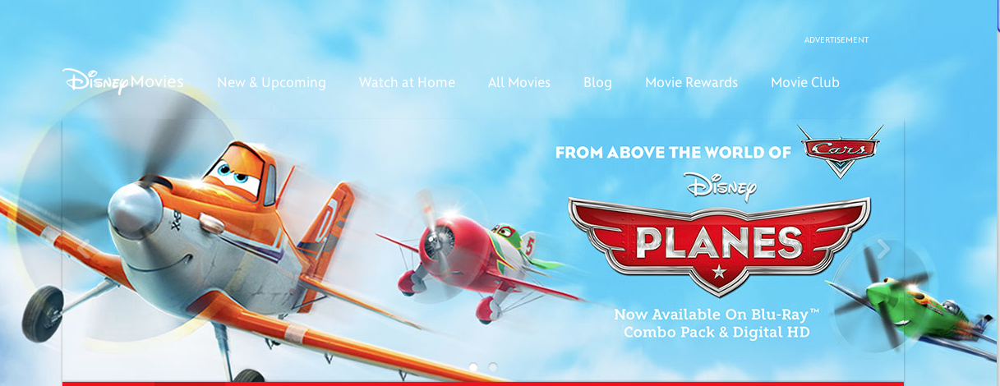 ADVERTISEMENT
Disney Movies New & Upcoming Watch at Home All Movies Blog Movie Rewards Movie Club
FROM ABOVE THE WORLD OF Cars
Disney
PLANES
Now Available On Blu-Ray™
Combo Pack & Digital HD
5